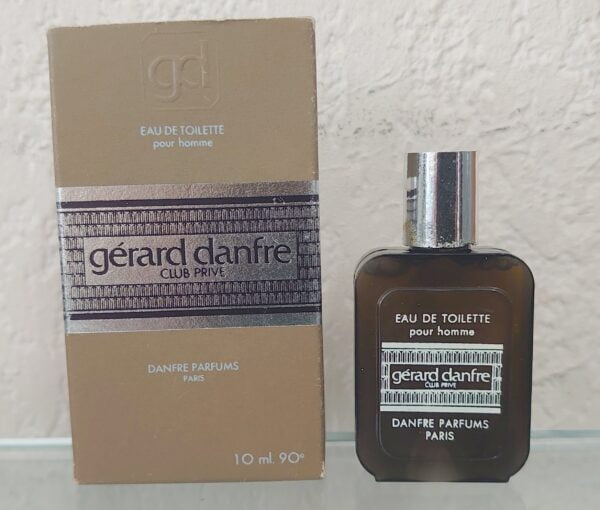 gd
EAU DE TOILETTE
pour homme
gérard danfre
CLUB PRIVE
DANFRE PARFUMS
PARIS
10 ml. 90°
EAU DE TOILETTE
pour homme
gérard danfre
CLUB PRIVE
DANFRE PARFUMS
PARIS